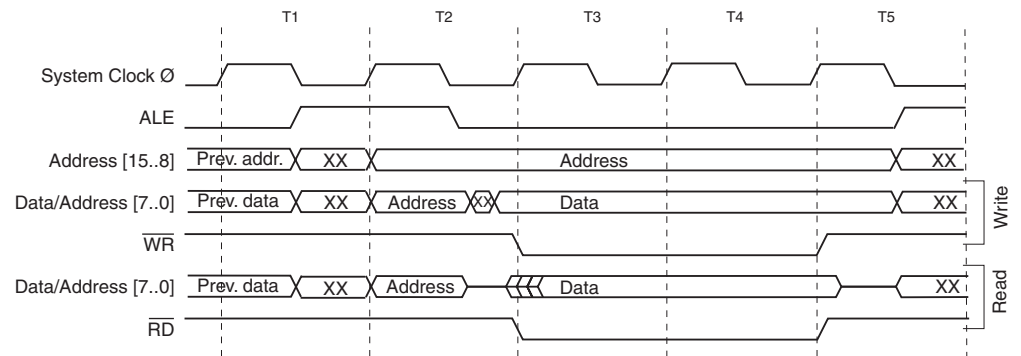 T1 T2 T3 T4 T5
System Clock Ø
ALE
Address [15..8] Prev. addr. XX Address XX
Data/Address [7..0] Prev. data XX Address XX Data XX
WR
Write
Data/Address [7..0] Prev. data XX Address Data XX
RD
Read